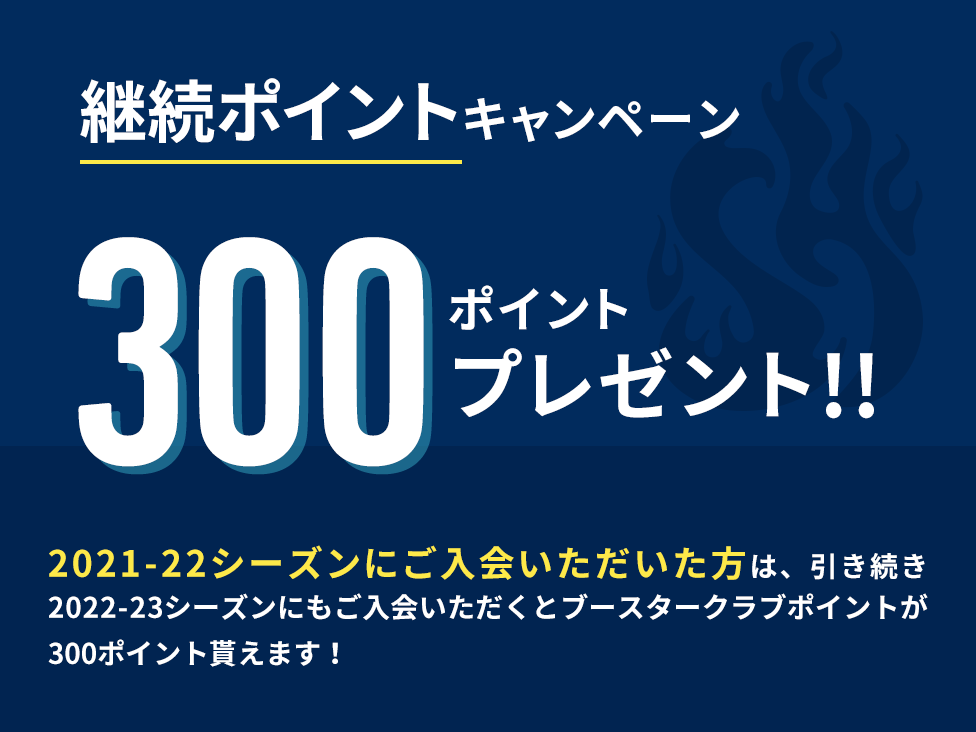 継続ポイントキャンペーン
300
ポイント
プレゼント!!
2021-22シーズンにご入会いただいた方は、引き続き
2022-23シーズンにもご入会いただくとブースタークラブポイントが
300ポイント貰えます！